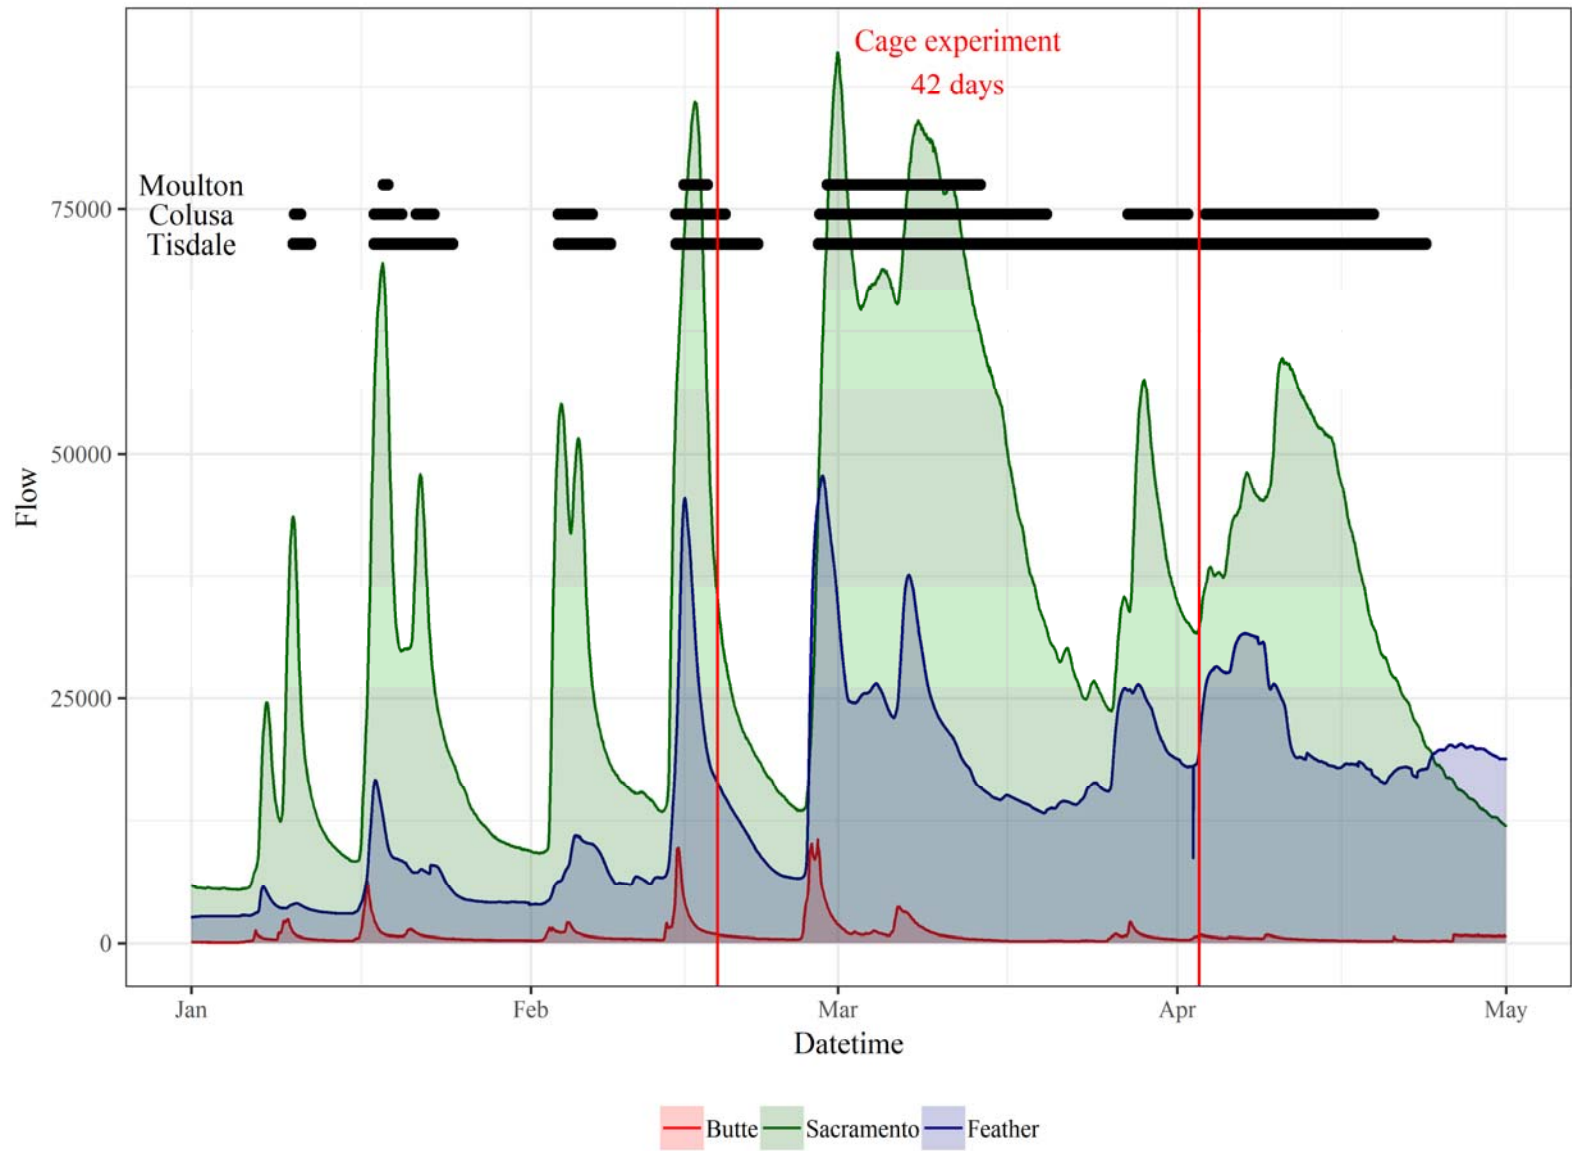 Cage experiment
42 days
Moulton
Colusa
Tisdale
75000
50000
25000
0
Flow
Jan Feb Mar Apr May
Datetime
Butte Sacramento Feather